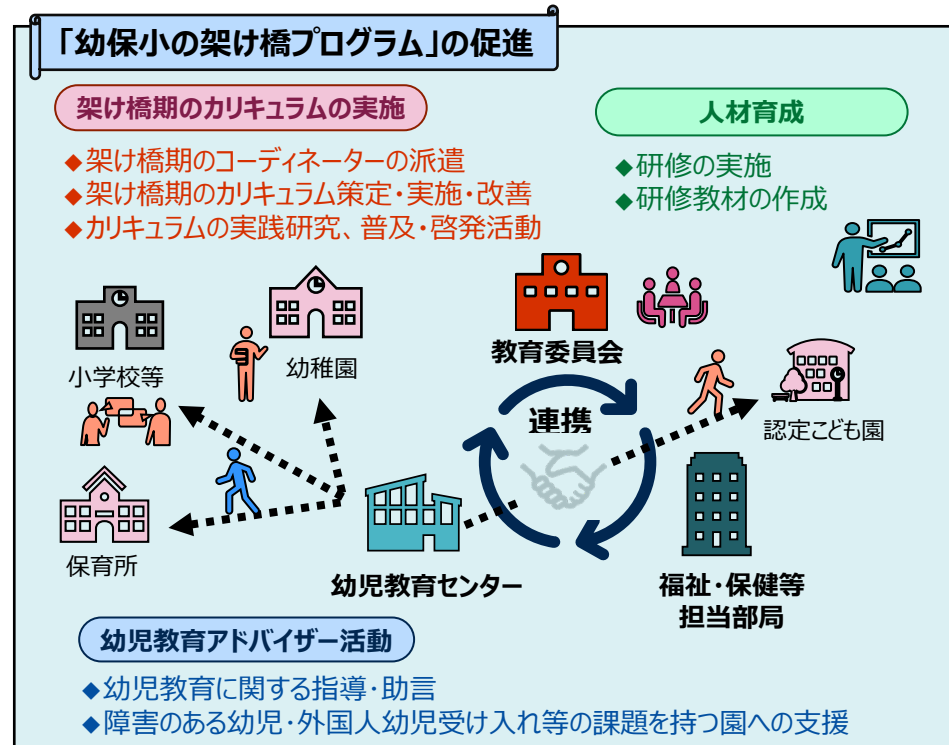 「幼保小の架け橋プログラム」の促進
架け橋期のカリキュラムの実施
◆架け橋期のコーディネーターの派遣
◆架け橋期のカリキュラム策定・実施・改善
◆カリキュラムの実践研究、普及・啓発活動
人材育成
◆研修の実施
◆研修教材の作成
小学校等
幼稚園
教育委員会
連携
認定こども園
保育所
幼児教育センター
福祉・保健等
担当部局
幼児教育アドバイザー活動
◆幼児教育に関する指導・助言
◆障害のある幼児・外国人幼児受け入れ等の課題を持つ園への支援